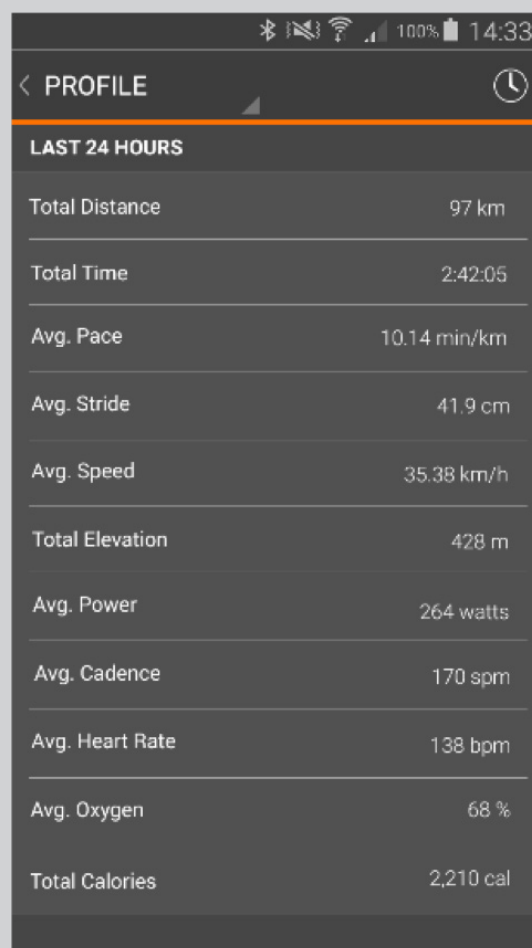 100% 14:33
PROFILE
LAST 24 HOURS
Total Distance 97 km
Total Time 2:42:05
Avg. Pace 10.14 min/km
Avg. Stride 41.9 cm
Avg. Speed 35.38 km/h
Total Elevation 428 m
Avg. Power 264 watts
Avg. Cadence 170 spm
Avg. Heart Rate 138 bpm
Avg. Oxygen 68 %
Total Calories 2,210 cal